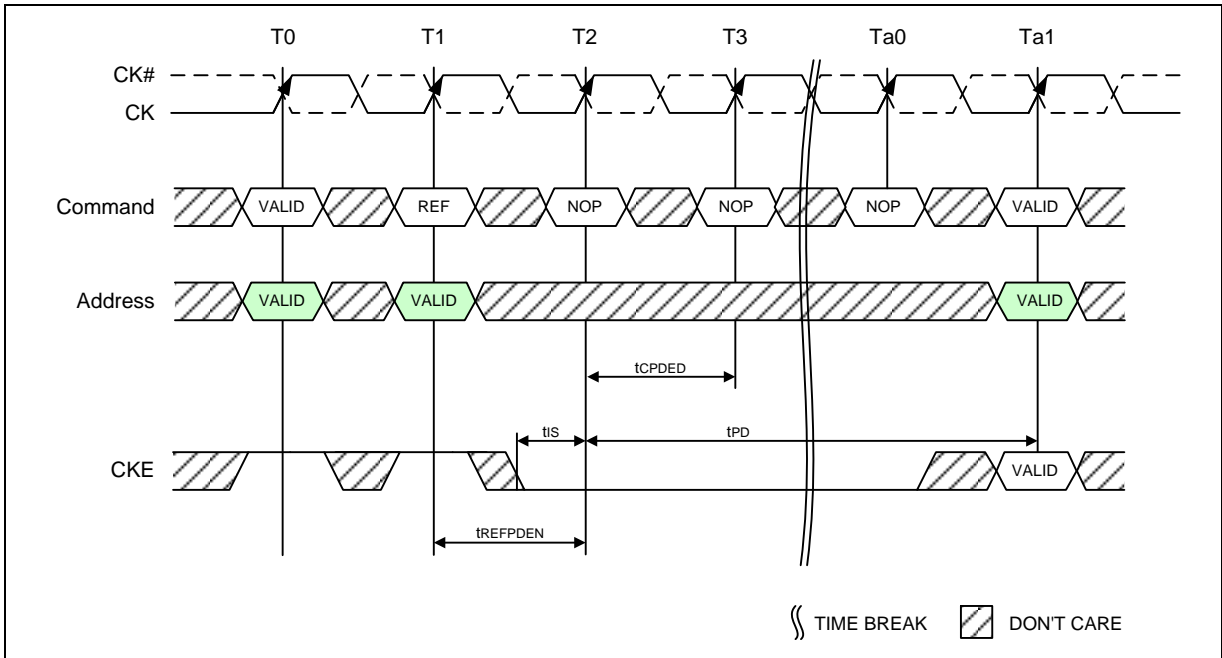 T0 T1 T2 T3 Ta0 Ta1
CK#
CK
Command VALID REF NOP NOP NOP VALID
Address VALID VALID VALID
tCPDED
tIS tPD
CKE VALID
tREFPDEN
TIME BREAK DON'T CARE